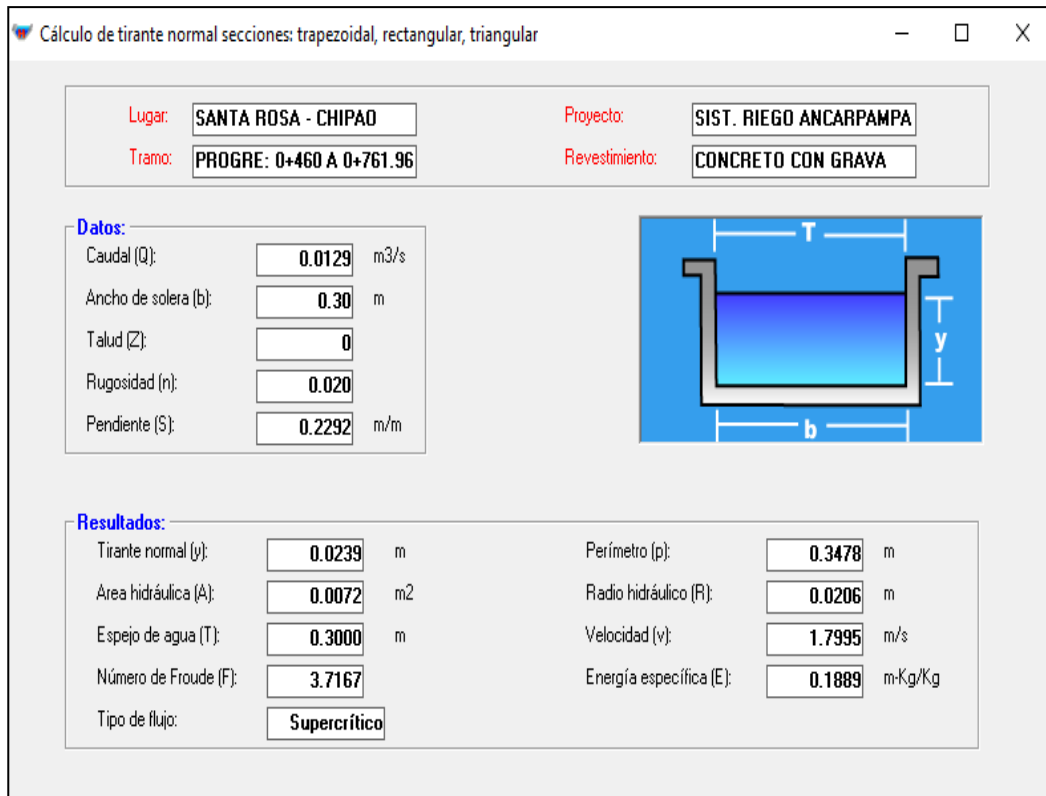 Cálculo de tirante normal secciones: trapezoidal, rectangular, triangular
Lugar: SANTA ROSA - CHIPAO Proyecto: SIST. RIEGO ANCARPAMPA
Tramo: PROGRE: 0+460 A 0+761.96 Revestimiento: CONCRETO CON GRAVA
Datos:
Caudal (Q): 0.0129 m3/s
Ancho de solera (b): 0.30 m
Talud (Z): 0
Rugosidad (n): 0.020
Pendiente (S): 0.2292 m/m
T
y
b
Resultados:
Tirante normal (y): 0.0239 m Perímetro (p): 0.3478 m
Area hidráulica (A): 0.0072 m2 Radio hidráulico (R): 0.0206 m
Espejo de agua (T): 0.3000 m Velocidad (v): 1.7995 m/s
Número de Froude (F): 3.7167 Energía específica (E): 0.1889 m-Kg/Kg
Tipo de flujo: Supercrítico